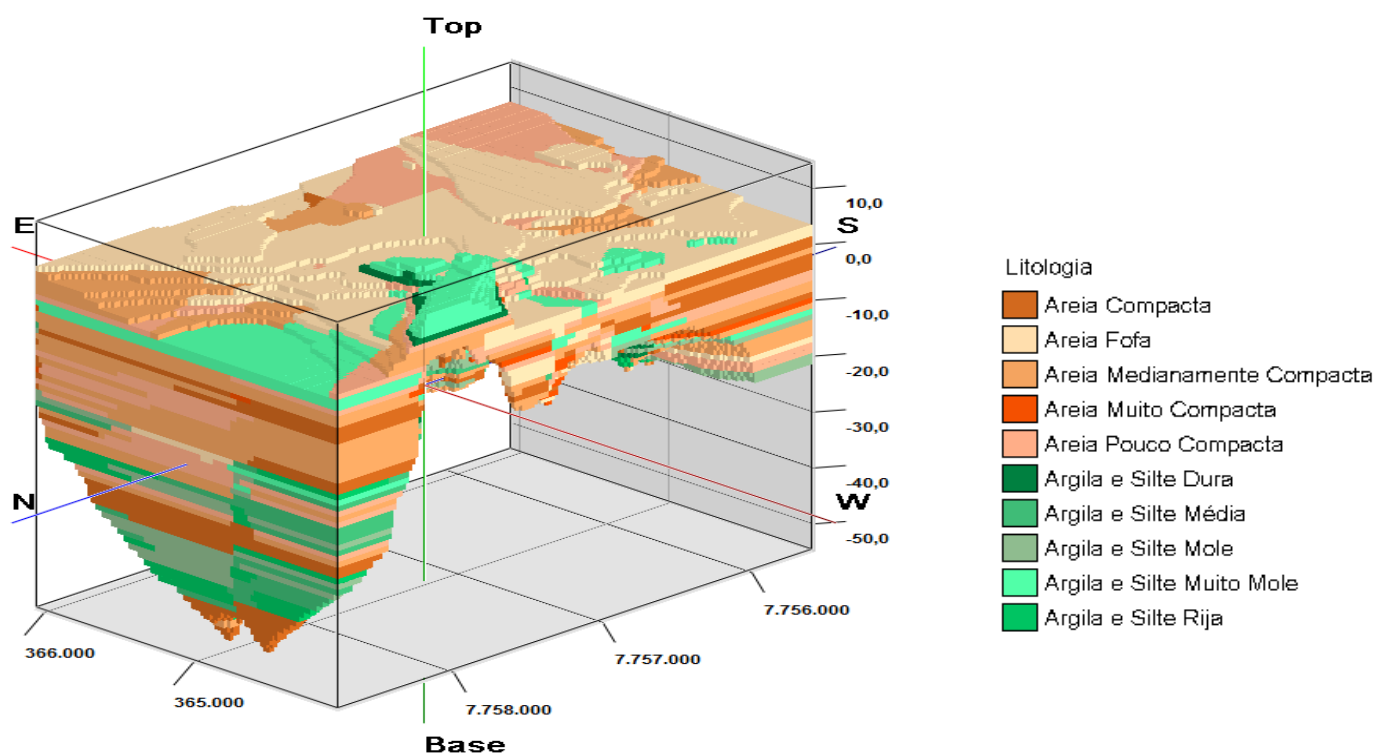 Top
E
S
N
W
10,0
0,0
-10,0
-20,0
-30,0
-40,0
-50,0
366.000
365.000
7.758.000
7.757.000
7.756.000
Base
Litologia
Areia Compacta
Areia Fofa
Areia Medianamente Compacta
Areia Muito Compacta
Areia Pouco Compacta
Argila e Silte Dura
Argila e Silte Média
Argila e Silte Mole
Argila e Silte Muito Mole
Argila e Silte Rija